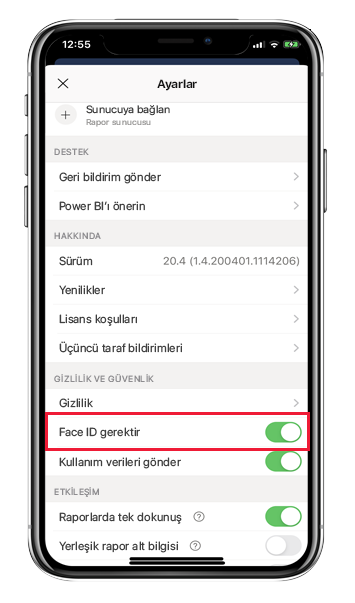 12:55
Ayarlar
Sunucuya bağlan
Rapor sunucusu
DESTEK
Geri bildirim gönder
Power BI'ı önerin
HAKKINDA
Sürüm 20.4 (1.4.200401.1114206)
Yenilikler
Lisans koşulları
Üçüncü taraf bildirimleri
GİZLİLİK VE GÜVENLİK
Gizlilik
Face ID gerektir
Kullanım verileri gönder
ETKİLEŞİM
Raporlarda tek dokunuş
Yerleşik rapor alt bilgisi